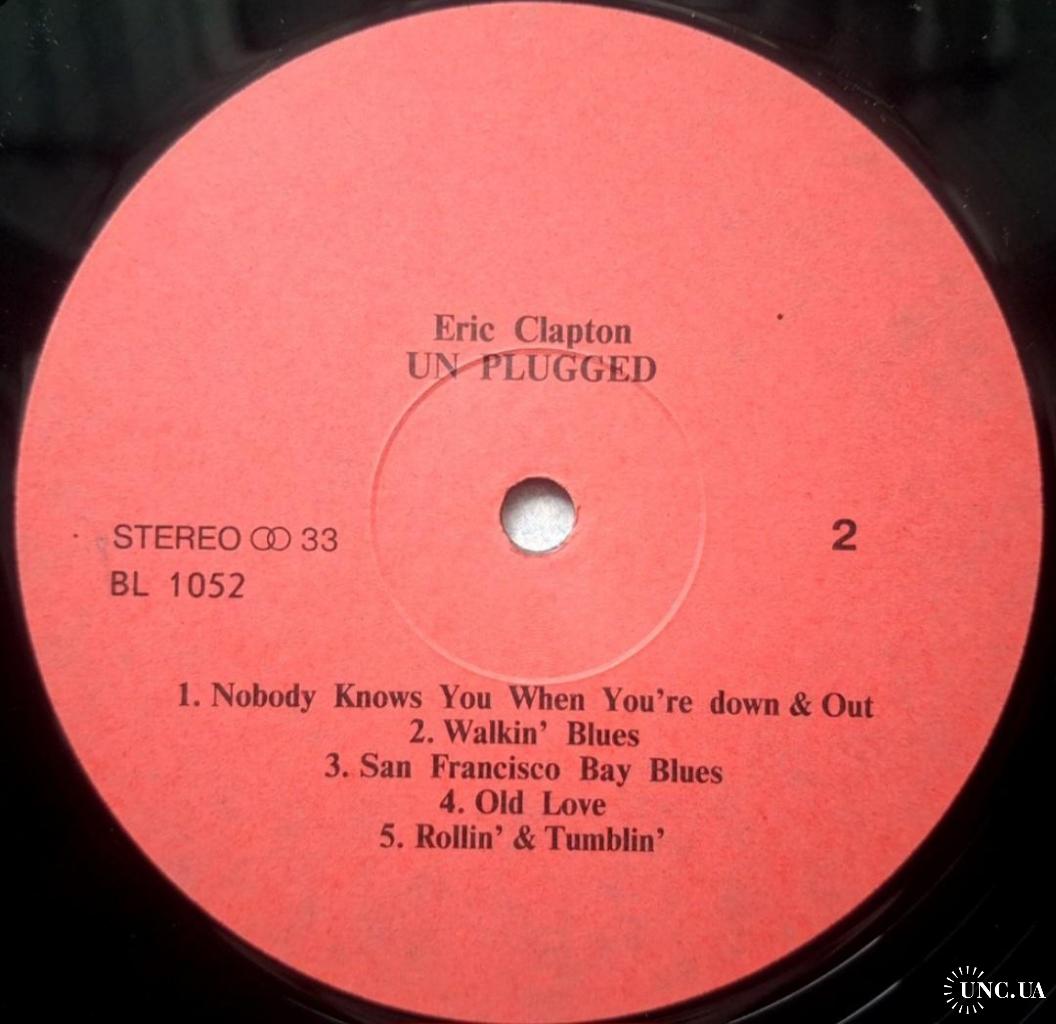 Eric Clapton
UN PLUGGED
STEREO ꝏ 33
2
BL 1052
1. Nobody Knows You When You're down & Out
2. Walkin' Blues
3. San Francisco Bay Blues
4. Old Love
5. Rollin' & Tumblin'
UNC.UA